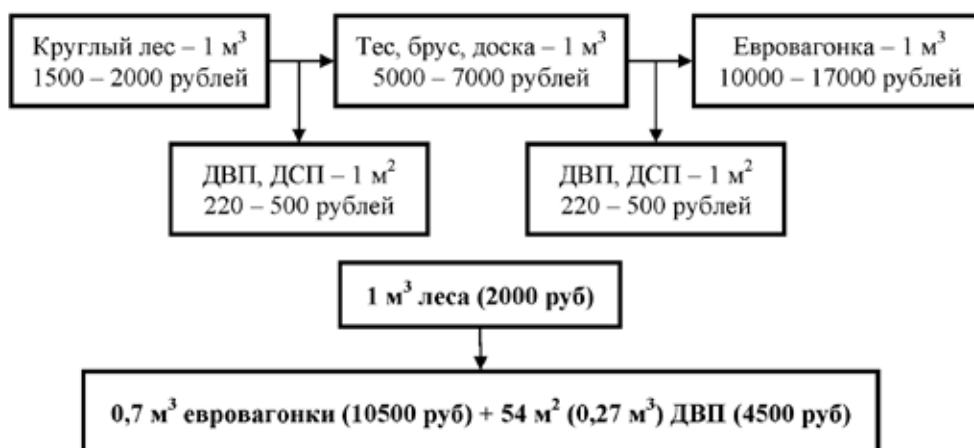 Круглый лес – 1 м³
1500 – 2000 рублей
Тес, брус, доска – 1 м³
5000 – 7000 рублей
Евровагонка – 1 м³
10000 – 17000 рублей
ДВП, ДСП – 1 м²
220 – 500 рублей
ДВП, ДСП – 1 м²
220 – 500 рублей
1 м³ леса (2000 руб)
0,7 м³ евровагонки (10500 руб) + 54 м² (0,27 м³) ДВП (4500 руб)